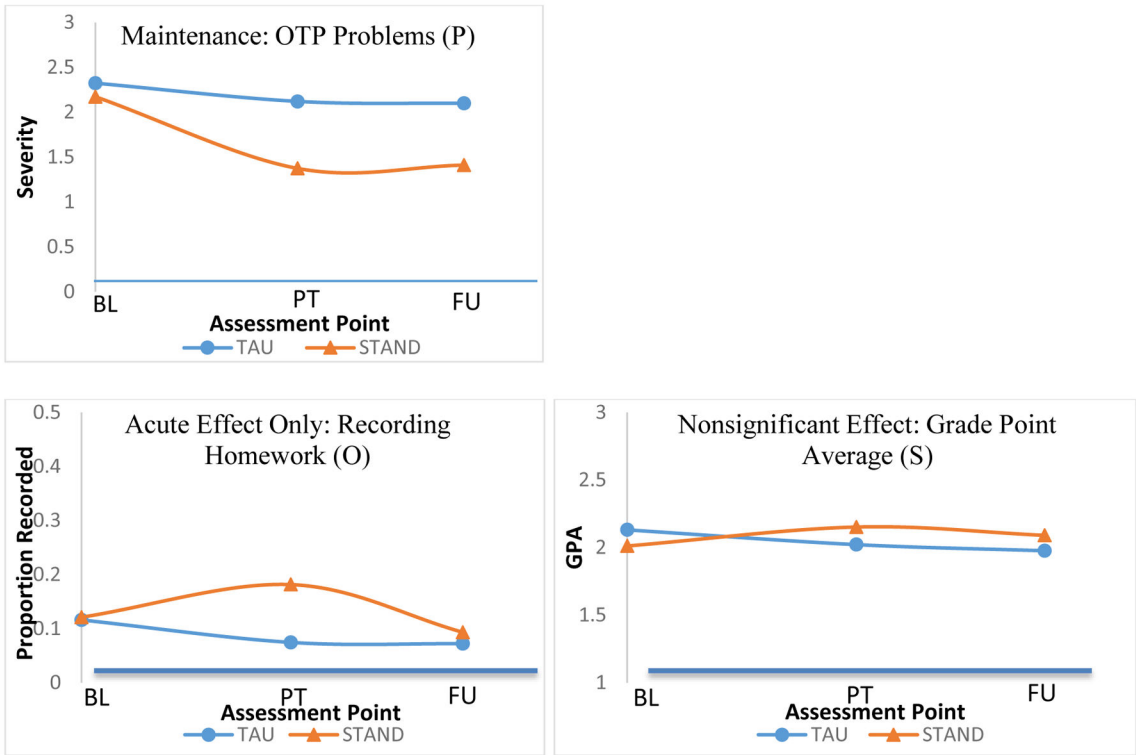 Maintenance: OTP Problems (P)
3
2.5
2
1.5
1
0.5
0
Severity
BL PT FU
Assessment Point
TAU STAND
Acute Effect Only: Recording
Homework (O)
0.5
0.4
0.3
0.2
0.1
0
Proportion Recorded
BL PT FU
Assessment Point
TAU STAND
Nonsignificant Effect: Grade Point
Average (S)
3
2.5
2
1.5
1
GPA
PT FU
Assessment Point
TAU STAND